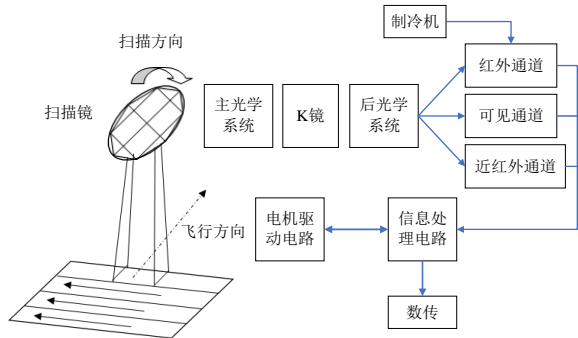 制冷机
扫描方向
扫描镜
主光学
系统
K镜
后光学
系统
红外通道
可见通道
近红外通道
飞行方向
电机驱
动电路
信息处
理电路
数传